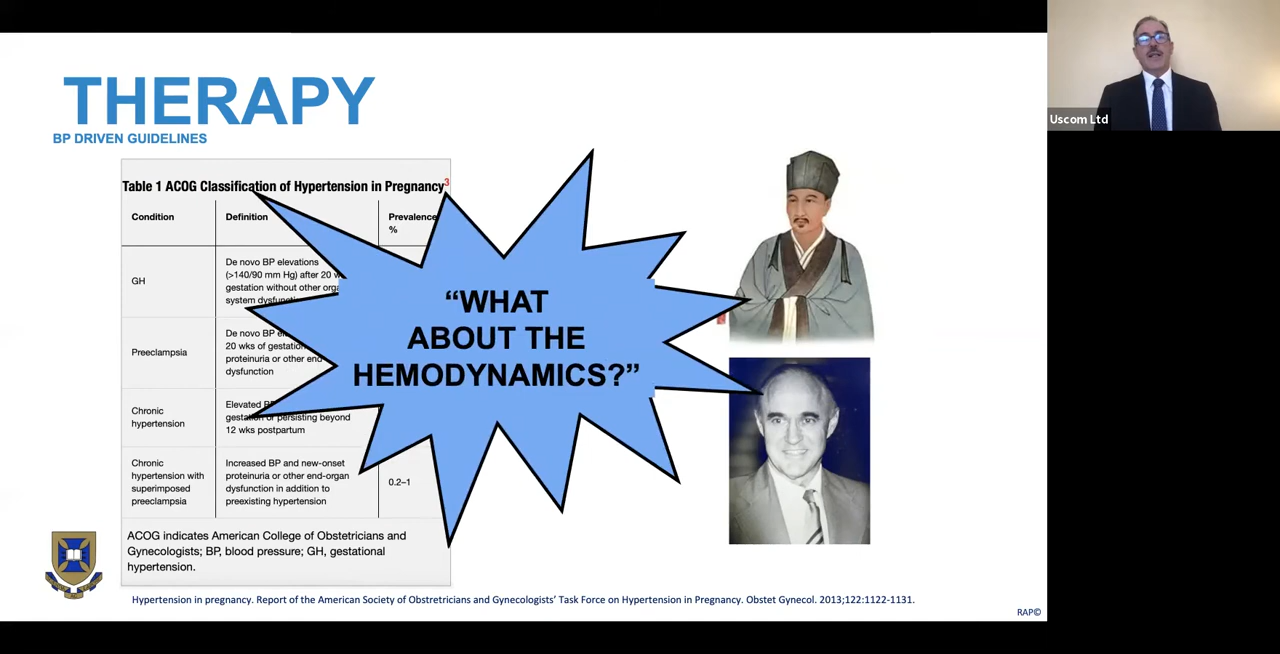 THERAPY
BP DRIVEN GUIDELINES
Table 1 ACOG Classification of Hypertension in Pregnancy3
Condition
Definition
Prevalence
%
GH
De novo BP elevations
(>140/90 mm Hg) after 20
gestation without other
system
Preeclampsia
De novo BP
20 wks of
proteinuria or other end
dysfunction
Chronic
hypertension
Elevated
or persisting beyond
12 wks postpartum
Chronic
hypertension with
superimposed
preeclampsia
Increased BP and new-onset
proteinuria or other end-organ
dysfunction in addition to
preexisting hypertension
0.2–1
ACOG indicates American College of Obstetricians and
Gynecologists; BP, blood pressure; GH, gestational
hypertension.
“WHAT
ABOUT THE
HEMODYNAMICS?”
Hypertension in pregnancy. Report of the American Society of Obstretricians and Gynecologists’ Task Force on Hypertension in Pregnancy. Obstet Gynecol. 2013;122:1122-1131.
RAP©
Uscom Ltd